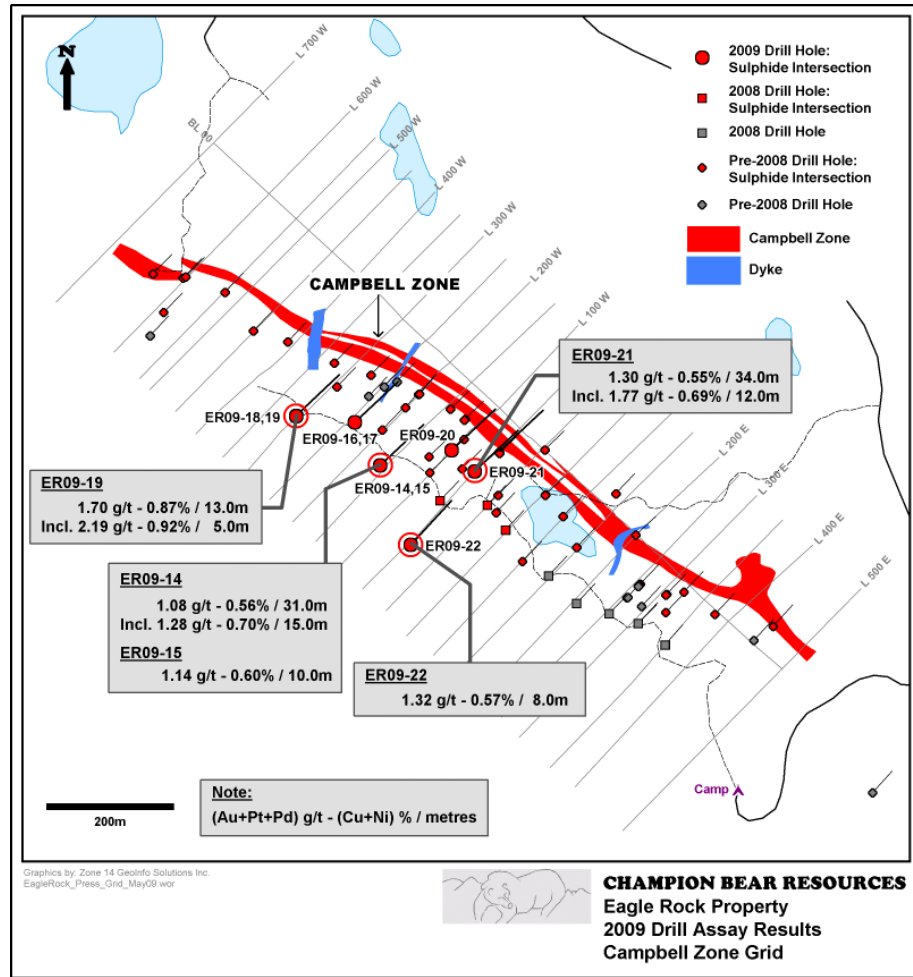 N
L 700 W
L 600 W
L 500 W
L 400 W
L 300 W
L 200 W
L 100 W
BL 00
L 200 E
L 300 E
L 400 E
L 500 E
2009 Drill Hole:
Sulphide Intersection
2008 Drill Hole:
Sulphide Intersection
2008 Drill Hole
Pre-2008 Drill Hole:
Sulphide Intersection
Pre-2008 Drill Hole
Campbell Zone
Dyke
CAMPBELL ZONE
ER09-21
1.30 g/t - 0.55% / 34.0m
Incl. 1.77 g/t - 0.69% / 12.0m
ER09-18,19
ER09-16,17
ER09-20
ER09-21
ER09-14,15
ER09-22
ER09-19
1.70 g/t - 0.87% / 13.0m
Incl. 2.19 g/t - 0.92% / 5.0m
ER09-14
1.08 g/t - 0.56% / 31.0m
Incl. 1.28 g/t - 0.70% / 15.0m
ER09-15
1.14 g/t - 0.60% / 10.0m
ER09-22
1.32 g/t - 0.57% / 8.0m
Camp
200m
Note:
(Au+Pt+Pd) g/t - (Cu+Ni) % / metres
Graphics by: Zone 14 GeoInfo Solutions Inc.
EagleRock_Press_Grid_May09.wor
CHAMPION BEAR RESOURCES
Eagle Rock Property
2009 Drill Assay Results
Campbell Zone Grid